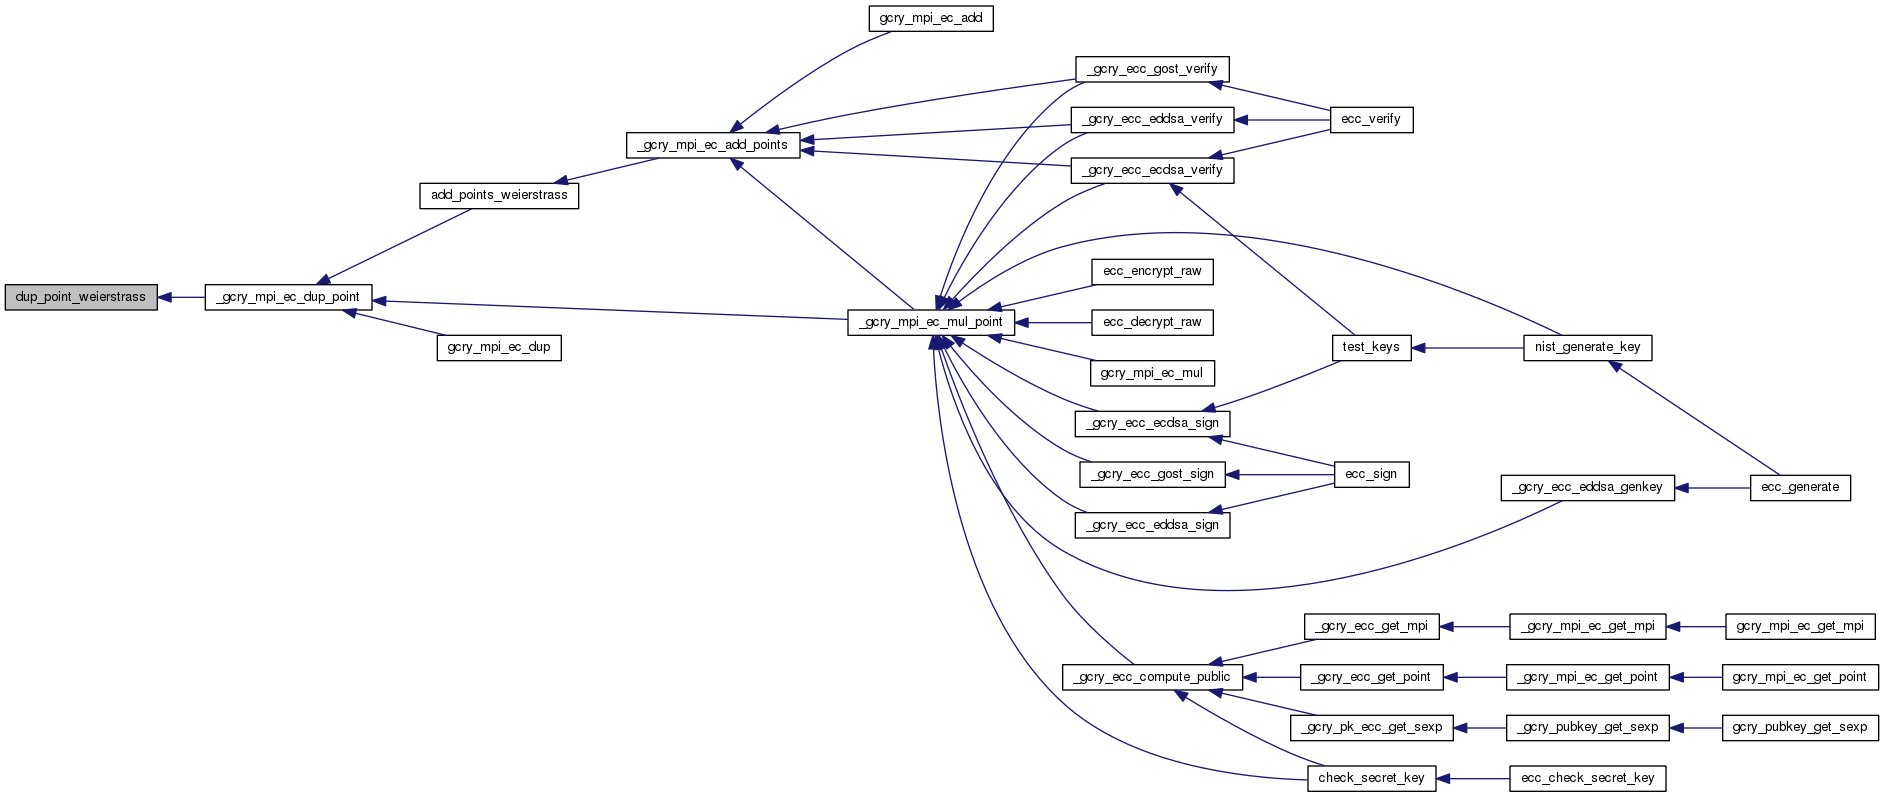 gcry_mpi_ec_add
_gcry_ecc_gost_verify
_gcry_ecc_eddsa_verify
ecc_verify
_gcry_mpi_ec_add_points
_gcry_ecc_ecdsa_verify
add_points_weierstrass
ecc_encrypt_raw
dup_point_weierstrass
_gcry_mpi_ec_dup_point
_gcry_mpi_ec_mul_point
ecc_decrypt_raw
gcry_mpi_ec_dup
test_keys
nist_generate_key
gcry_mpi_ec_mul
_gcry_ecc_ecdsa_sign
_gcry_ecc_gost_sign
ecc_sign
_gcry_ecc_eddsa_genkey
ecc_generate
_gcry_ecc_eddsa_sign
_gcry_ecc_get_mpi
_gcry_mpi_ec_get_mpi
gcry_mpi_ec_get_mpi
_gcry_ecc_compute_public
_gcry_ecc_get_point
_gcry_mpi_ec_get_point
gcry_mpi_ec_get_point
_gcry_pk_ecc_get_sexp
_gcry_pubkey_get_sexp
gcry_pubkey_get_sexp
check_secret_key
ecc_check_secret_key